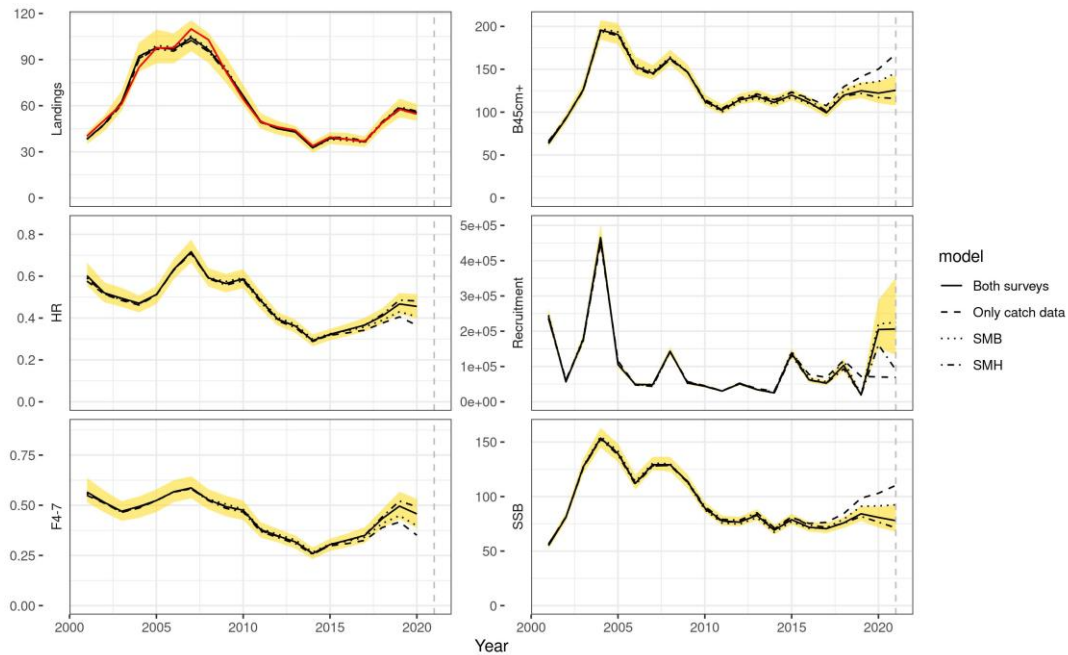 Landings
120
90
60
30
0
B45cm+
200
150
100
50
0
HR
0.8
0.6
0.4
0.2
0.0
Recruitment
5e+05
4e+05
3e+05
2e+05
1e+05
0e+00
F4-7
0.75
0.50
0.25
0.00
SSB
150
100
50
0
2000 2005 2010 2015 2020
2000 2005 2010 2015 2020
Year
model
Both surveys
Only catch data
SMB
SMH